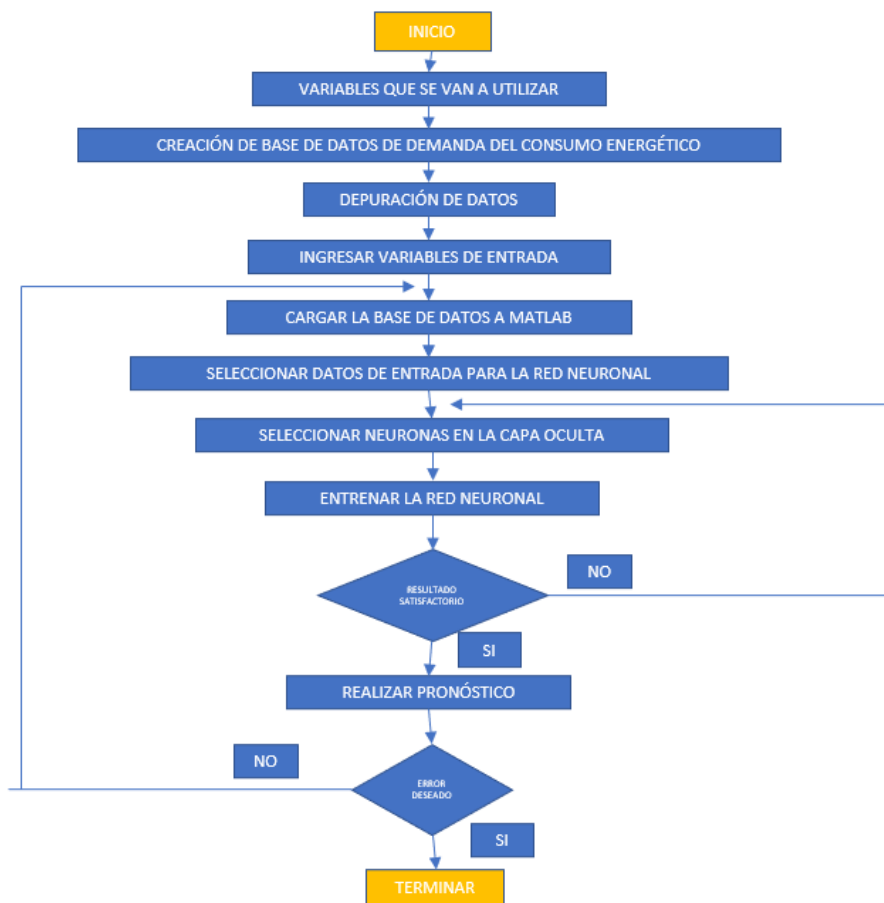 INICIO
VARIABLES QUE SE VAN A UTILIZAR
CREACIÓN DE BASE DE DATOS DE DEMANDA DEL CONSUMO ENERGÉTICO
DEPURACIÓN DE DATOS
INGRESAR VARIABLES DE ENTRADA
CARGAR LA BASE DE DATOS A MATLAB
SELECCIONAR DATOS DE ENTRADA PARA LA RED NEURONAL
SELECCIONAR NEURONAS EN LA CAPA OCULTA
ENTRENAR LA RED NEURONAL
RESULTADO
SATISFACTORIO
NO
SI
REALIZAR PRONÓSTICO
NO
ERROR
DESEADO
SI
TERMINAR